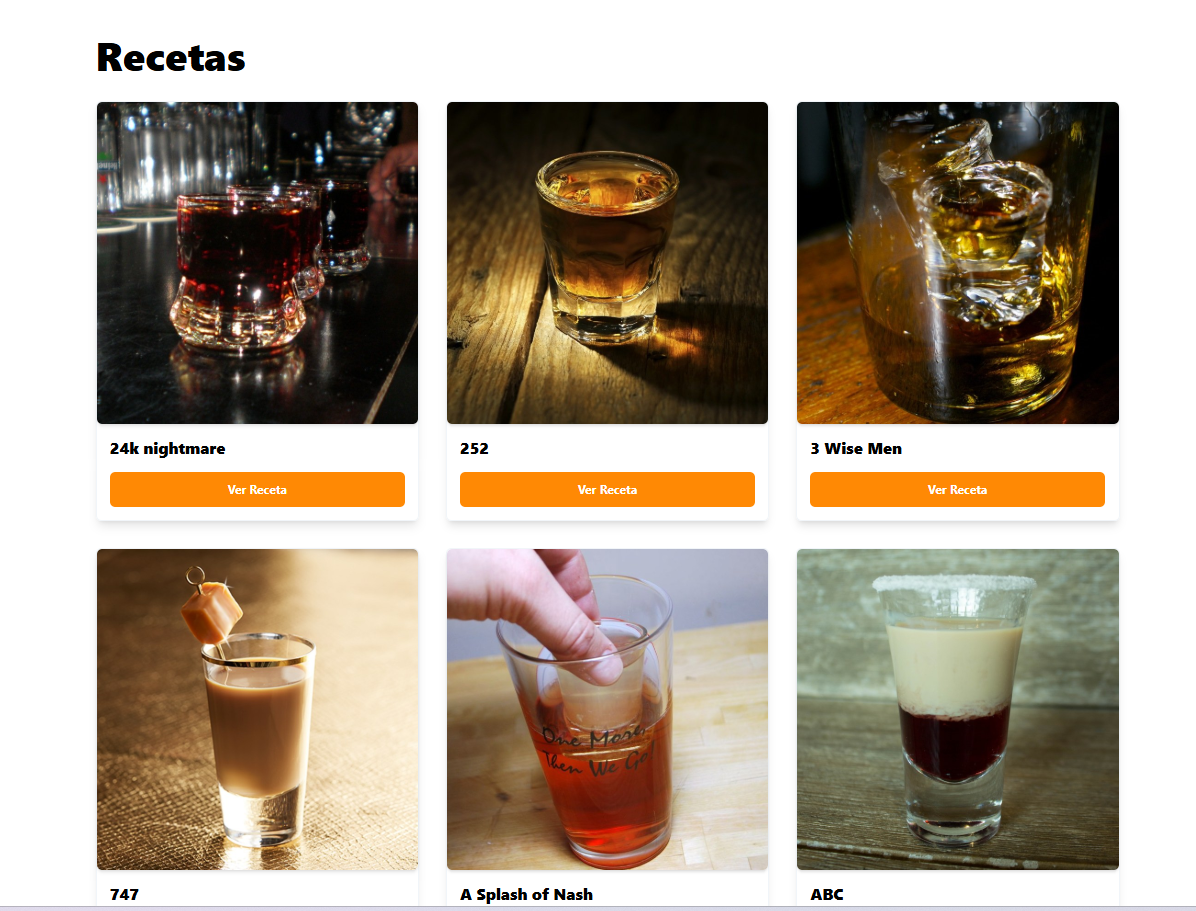 Recetas
24k nightmare
252
3 Wise Men
Ver Receta
Ver Receta
Ver Receta
One More,
Then We Go!
747
A Splash of Nash
ABC